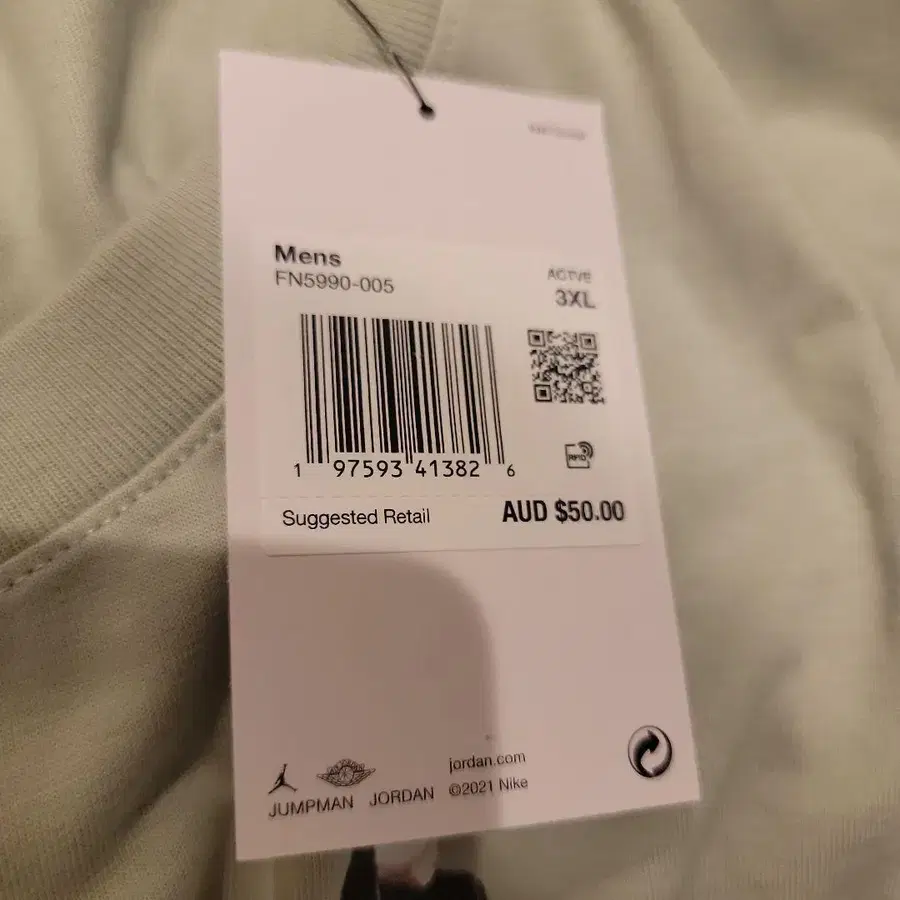 Mens
FN5990-005
ACTVE
3XL
1 97593 41382 6
RFID
Suggested Retail
AUD $50.00
JUMPMAN
JORDAN
jordan.com
©2021 Nike